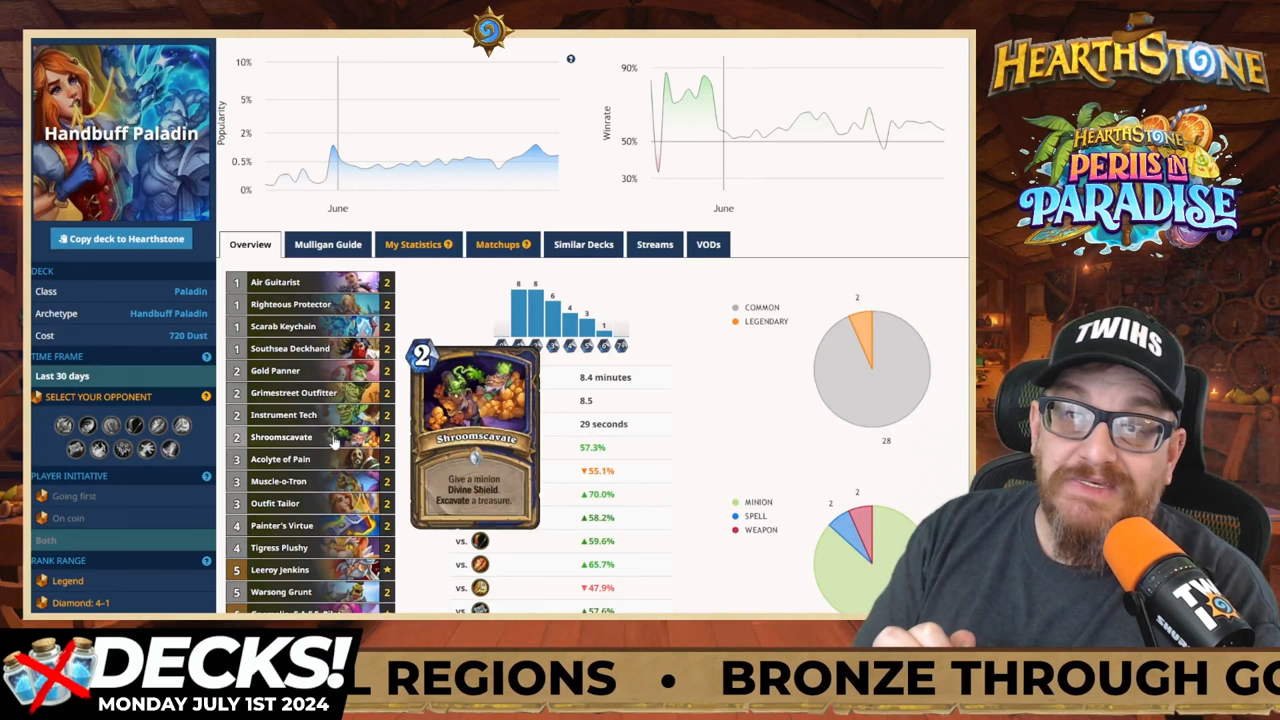 Handbuff Paladin
Copy deck to Hearthstone
DECK
Class Paladin
Archetype Handbuff Paladin
Cost 720 Dust
TIME FRAME ?
Last 30 days
SELECT YOUR OPPONENT ?
PLAYER INITIATIVE ?
Going first
On coin
Both
RANK RANGE ?
Legend
Diamond: 4–1
10%
5%
2%
0.5%
0%
Popularity
June
?
90%
50%
30%
Winrate
June
Overview
Mulligan Guide
My Statistics ?
Matchups ?
Similar Decks
Streams
VODs
1 Air Guitarist 2
1 Righteous Protector 2
1 Scarab Keychain 2
1 Southsea Deckhand 2
2 Gold Panner 2
2 Grimestreet Outfitter 2
2 Instrument Tech 2
2 Shroomscavate 2
3 Acolyte of Pain 2
3 Muscle-o-Tron 2
3 Outfit Tailor 2
4 Painter's Virtue 2
4 Tigress Plushy 2
5 Leeroy Jenkins ★
5 Warsong Grunt 2
8 8 6 4 3 1
2
Shroomscavate
Give a minion
Divine Shield.
Excavate a treasure.
8.4 minutes
8.5
29 seconds
57.3%
▼55.1%
▲70.0%
▲58.2%
vs. ▲59.6%
vs. ▲65.7%
vs. ▼47.9%
vs. ▲57.6%
COMMON
LEGENDARY
2
28
MINION
SPELL
WEAPON
2
2
HEARTHSTONE
HEARTHSTONE
PERILS IN
PARADISE
TWIHS
DECKS!
MONDAY JULY 1ST 2024
L REGIONS • BRONZE THROUGH GO